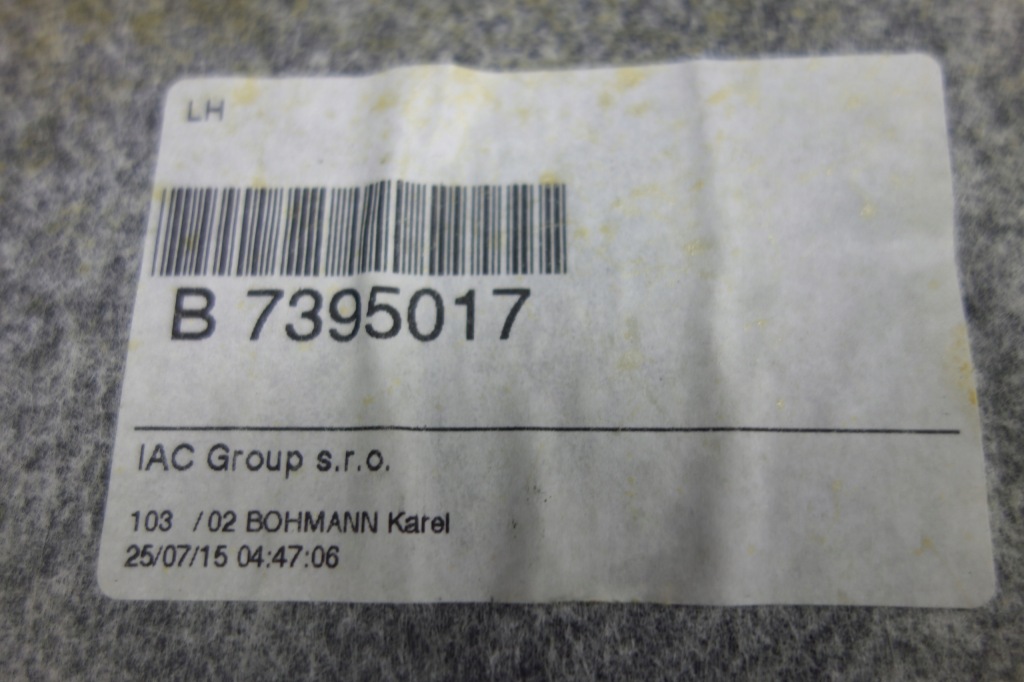 LH
B 7395017
IAC Group s.r.o.
103 /02 BOHMANN Karel
25/07/15 04:47:06